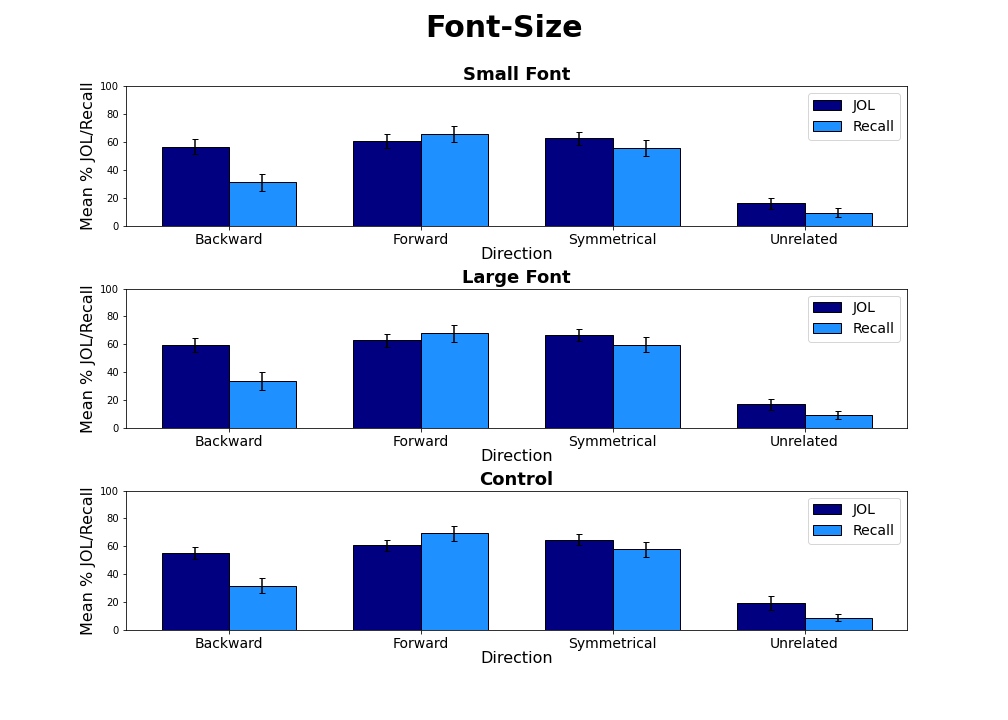 Font-Size
Small Font
Mean % JOL/Recall
100
80
60
40
20
0
JOL
Recall
Backward Forward Symmetrical Unrelated
Direction
Large Font
Mean % JOL/Recall
100
80
60
40
20
0
JOL
Recall
Backward Forward Symmetrical Unrelated
Direction
Control
Mean % JOL/Recall
100
80
60
40
20
0
JOL
Recall
Backward Forward Symmetrical Unrelated
Direction